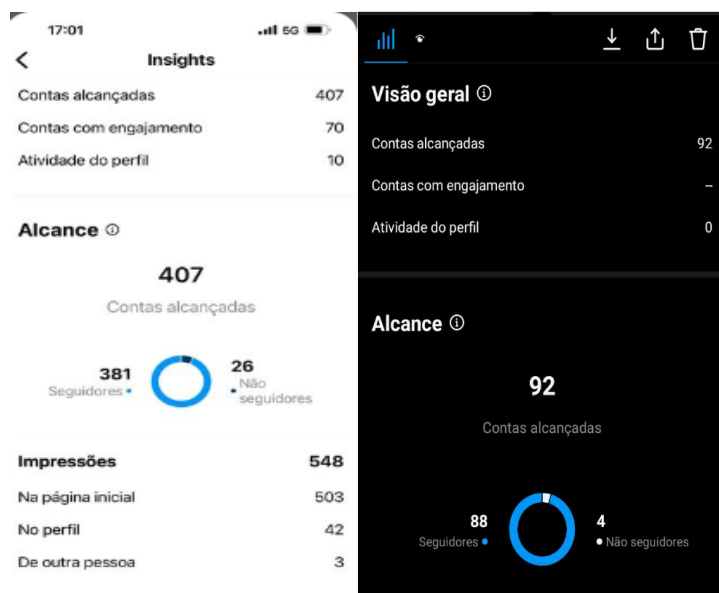 17:01
5G
Insights
Contas alcançadas 407
Contas com engajamento 70
Atividade do perfil 10
Alcance
407
Contas alcançadas
381
Seguidores
26
Não
seguidores
Impressões 548
Na página inicial 503
No perfil 42
De outra pessoa 3
Visão geral
Contas alcançadas 92
Contas com engajamento --
Atividade do perfil 0
Alcance
92
Contas alcançadas
88
Seguidores
4
Não seguidores